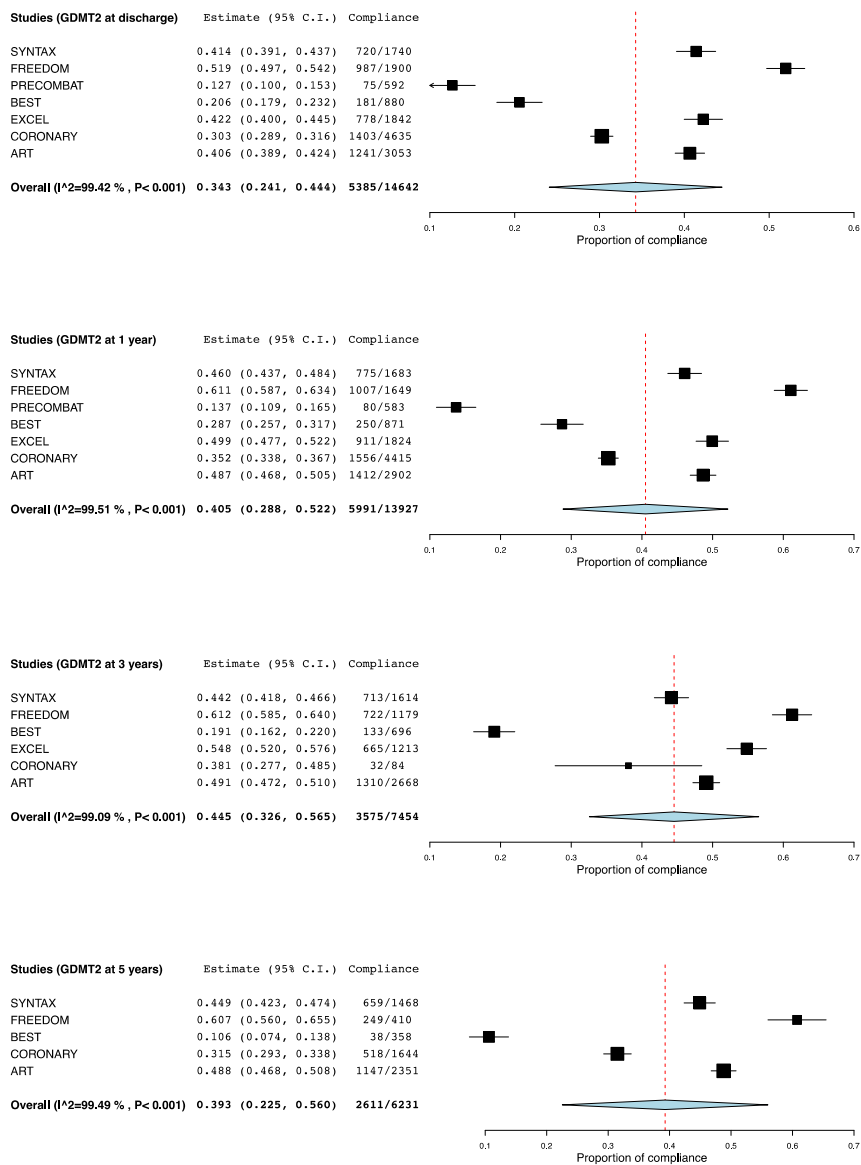 Studies (GDMT2 at discharge) Estimate (95% C.I.) Compliance
SYNTAX 0.414 (0.391, 0.437) 720/1740
FREEDOM 0.519 (0.497, 0.542) 987/1900
PRECOMBAT 0.127 (0.100, 0.153) 75/592
BEST 0.206 (0.179, 0.232) 181/880
EXCEL 0.422 (0.400, 0.445) 778/1842
CORONARY 0.303 (0.289, 0.316) 1403/4635
ART 0.406 (0.389, 0.424) 1241/3053
Overall (I^2=99.42 % , P< 0.001) 0.343 (0.241, 0.444) 5385/14642
0.1 0.2 0.3 0.4 0.5 0.6
Proportion of compliance
Studies (GDMT2 at 1 year) Estimate (95% C.I.) Compliance
SYNTAX 0.460 (0.437, 0.484) 775/1683
FREEDOM 0.611 (0.587, 0.634) 1007/1649
PRECOMBAT 0.137 (0.109, 0.165) 80/583
BEST 0.287 (0.257, 0.317) 250/871
EXCEL 0.499 (0.477, 0.522) 911/1824
CORONARY 0.352 (0.338, 0.367) 1556/4415
ART 0.487 (0.468, 0.505) 1412/2902
Overall (I^2=99.51 % , P< 0.001) 0.405 (0.288, 0.522) 5991/13927
0.1 0.2 0.3 0.4 0.5 0.6 0.7
Proportion of compliance
Studies (GDMT2 at 3 years) Estimate (95% C.I.) Compliance
SYNTAX 0.442 (0.418, 0.466) 713/1614
FREEDOM 0.612 (0.585, 0.640) 722/1179
BEST 0.191 (0.162, 0.220) 133/696
EXCEL 0.548 (0.520, 0.576) 665/1213
CORONARY 0.381 (0.277, 0.485) 32/84
ART 0.491 (0.472, 0.510) 1310/2668
Overall (I^2=99.09 % , P< 0.001) 0.445 (0.326, 0.565) 3575/7454
0.1 0.2 0.3 0.4 0.5 0.6 0.7
Proportion of compliance
Studies (GDMT2 at 5 years) Estimate (95% C.I.) Compliance
SYNTAX 0.449 (0.423, 0.474) 659/1468
FREEDOM 0.607 (0.560, 0.655) 249/410
BEST 0.106 (0.074, 0.138) 38/358
CORONARY 0.315 (0.293, 0.338) 518/1644
ART 0.488 (0.468, 0.508) 1147/2351
Overall (I^2=99.49 % , P< 0.001) 0.393 (0.225, 0.560) 2611/6231
0.1 0.2 0.3 0.4 0.5 0.6 0.7
Proportion of compliance